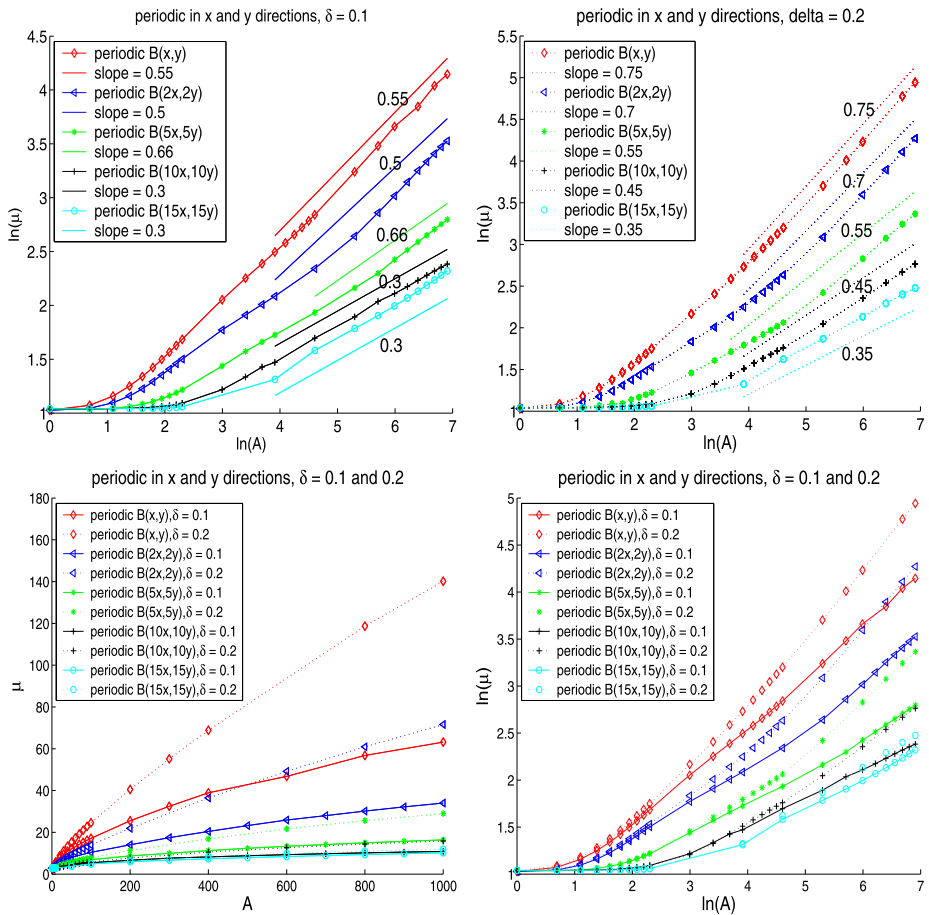 periodic in x and y directions, δ = 0.1
ln(μ)
4.5
4
3.5
3
2.5
2
1.5
1
periodic B(x,y)
slope = 0.55
periodic B(2x,2y)
slope = 0.5
periodic B(5x,5y)
slope = 0.66
periodic B(10x,10y)
slope = 0.3
periodic B(15x,15y)
slope = 0.3
0.55
0.5
0.66
0.3
0.3
0 1 2 3 4 5 6 7
ln(A)
periodic in x and y directions, delta = 0.2
ln(μ)
5.5
5
4.5
4
3.5
3
2.5
2
1.5
1
periodic B(x,y)
slope = 0.75
periodic B(2x,2y)
slope = 0.7
periodic B(5x,5y)
slope = 0.55
periodic B(10x,10y)
slope = 0.45
periodic B(15x,15y)
slope = 0.35
0.75
0.7
0.55
0.45
0.35
0 1 2 3 4 5 6 7
ln(A)
periodic in x and y directions, δ = 0.1 and 0.2
μ
180
160
140
120
100
80
60
40
20
0
periodic B(x,y),δ = 0.1
periodic B(x,y),δ = 0.2
periodic B(2x,2y),δ = 0.1
periodic B(2x,2y),δ = 0.2
periodic B(5x,5y),δ = 0.1
periodic B(5x,5y),δ = 0.2
periodic B(10x,10y),δ = 0.1
periodic B(10x,10y),δ = 0.2
periodic B(15x,15y),δ = 0.1
periodic B(15x,15y),δ = 0.2
0 200 400 600 800 1000
A
periodic in x and y directions, δ = 0.1 and 0.2
ln(μ)
5
4.5
4
3.5
3
2.5
2
1.5
1
periodic B(x,y),δ = 0.1
periodic B(x,y),δ = 0.2
periodic B(2x,2y),δ = 0.1
periodic B(2x,2y),δ = 0.2
periodic B(5x,5y),δ = 0.1
periodic B(5x,5y),δ = 0.2
periodic B(10x,10y),δ = 0.1
periodic B(10x,10y),δ = 0.2
periodic B(15x,15y),δ = 0.1
periodic B(15x,15y),δ = 0.2
0 1 2 3 4 5 6 7
ln(A)